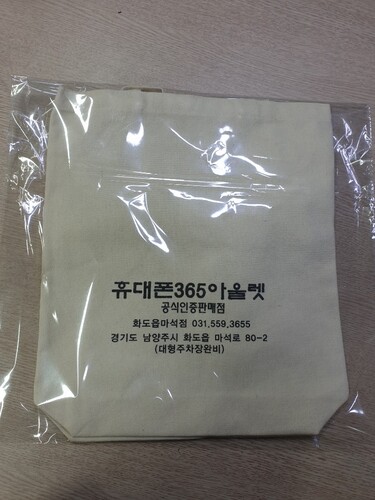 휴대폰365아울렛
공식인증판매점
화도읍마석점 031.559.3655
경기도 남양주시 화도읍 마석로 80-2
(대형주차장완비)